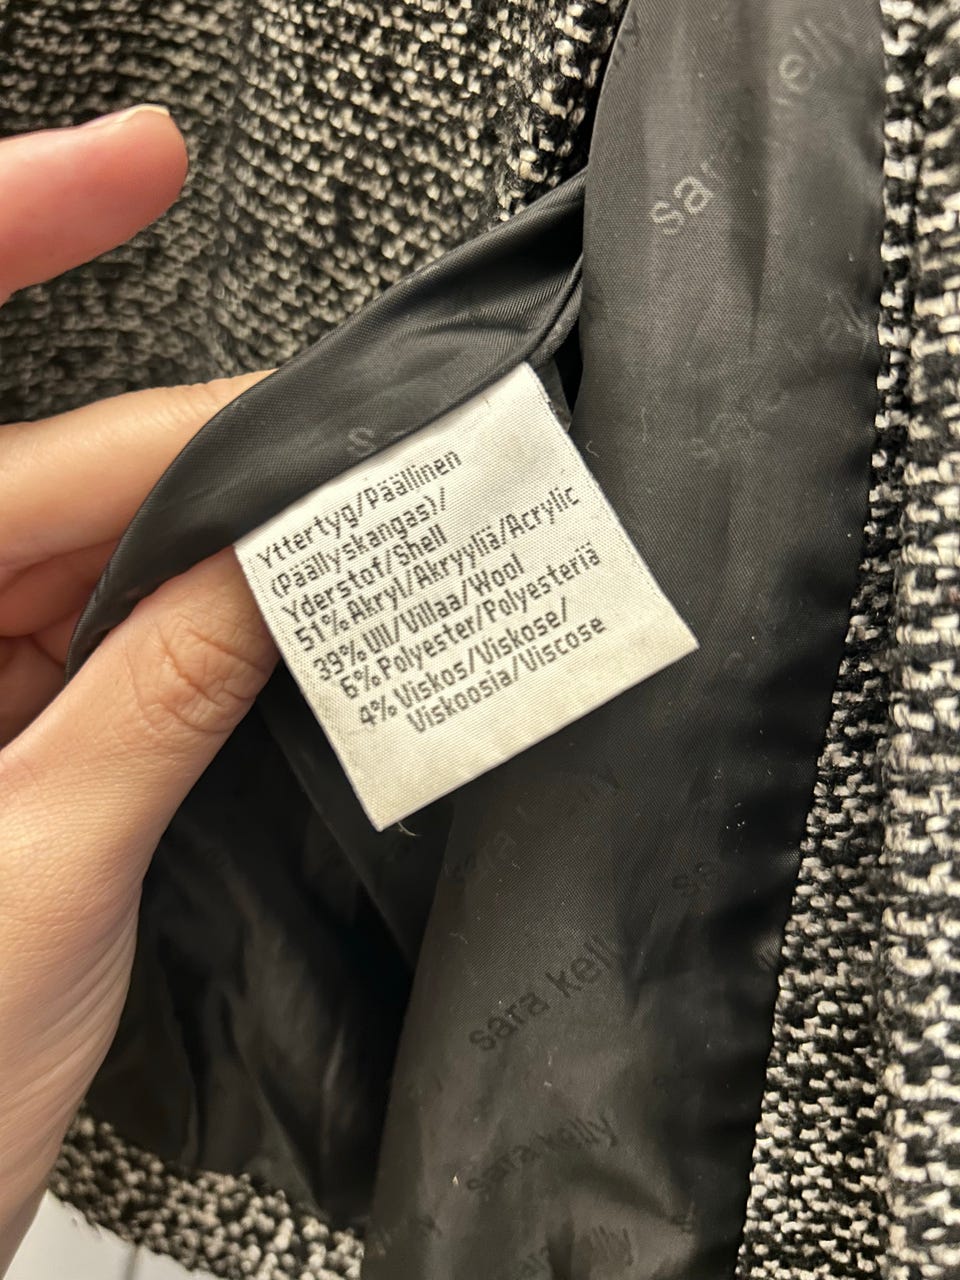 Yttertyg/Päällinen
(Päällyskangas)/
Yderstof/Shell
51% Akryl/Akryyliä/Acrylic
39% Ull/Villaa/Wool
6% Polyester/Polyesteriä
4% Viskos/Viskose/
Viskoosia/Viscose
sara kelly
sara kelly
sara kelly